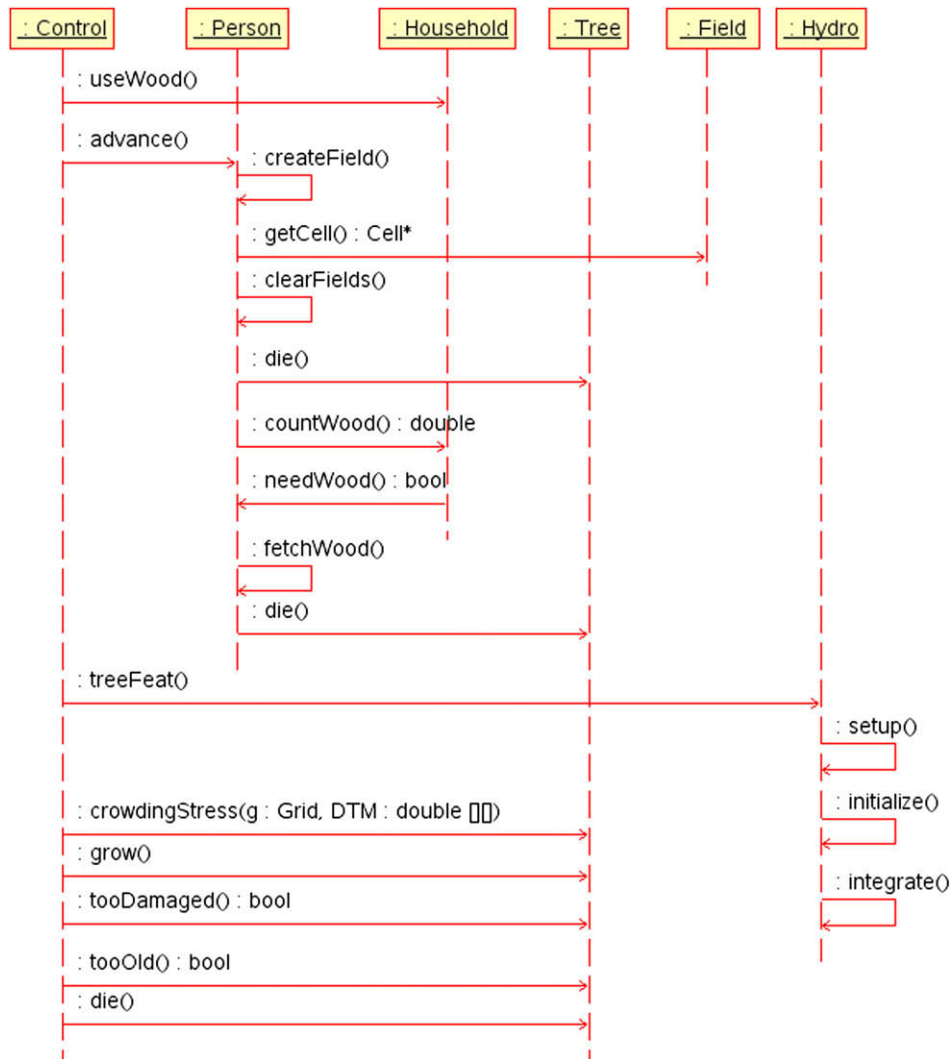 : Control : Person : Household : Tree : Field : Hydro
: useWood()
: advance()
: createField()
: getCell() : Cell*
: clearFields()
: die()
: countWood() : double
: needWood() : bool
: fetchWood()
: die()
: treeFeat()
: setup()
: initialize()
: crowdingStress(g : Grid, DTM : double [][])
: grow()
: integrate()
: tooDamaged() : bool
: tooOld() : bool
: die()